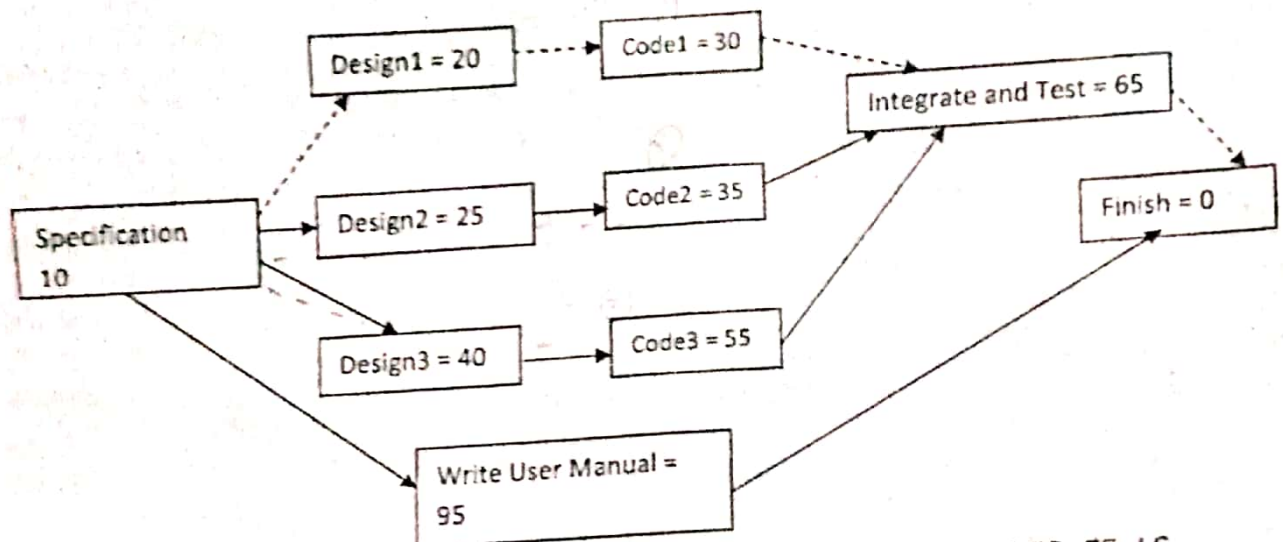 Design1 = 20
Code1 = 30
Integrate and Test = 65
Specification
10
Design2 = 25
Code2 = 35
Finish = 0
Design3 = 40
Code3 = 55
Write User Manual =
95